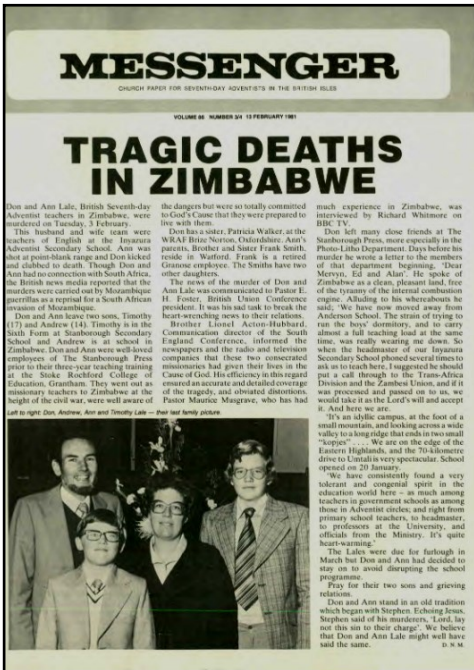 MESSENGER
CHURCH PAPER FOR SEVENTH-DAY ADVENTISTS IN THE BRITISH ISLES
VOLUME 86 NUMBER 3/4 13 FEBRUARY 1981
TRAGIC DEATHS
IN ZIMBABWE
Don and Ann Lale, British Seventh-day
Adventist teachers in Zimbabwe, were
murdered on Tuesday, 3 February.
This husband and wife team were
teachers of English at the Inyazura
Adventist Secondary School. Ann was
shot at point-blank range and Don kicked
and clubbed to death. Though Don and
Ann had no connection with South Africa,
the British news media reported that the
murders were carried out by Mozambique
guerrillas as a reprisal for a South African
invasion of Mozambique.
Don and Ann leave two sons, Timothy
(17) and Andrew (14). Timothy is in the
Sixth Form at Stanborough Secondary
School and Andrew is at school in
Zimbabwe. Don and Ann were well-loved
employees of The Stanborough Press
prior to their three-year teaching training
at the Stoke Rochford College of
Education, Grantham. They went out as
missionary teachers to Zimbabwe at the
height of the civil war, were well aware of
the dangers but were so totally committed
to God's Cause that they were prepared to
live with them.
Don has a sister, Patricia Walker, at the
WRAF Brize Norton, Oxfordshire. Ann's
parents, Brother and Sister Frank Smith,
reside in Watford. Frank is a retired
Granose employee. The Smiths have two
other daughters.
The news of the murder of Don and
Ann Lale was communicated to Pastor E.
H. Foster, British Union Conference
president. It was his sad task to break the
heart-wrenching news to their relations.
Brother Lionel Acton-Hubbard,
Communication director of the South
England Conference, informed the
newspapers and the radio and television
companies that these two consecrated
missionaries had given their lives in the
Cause of God. His efficiency in this regard
ensured an accurate and detailed coverage
of the tragedy, and obviated distortions.
Pastor Maurice Musgrave, who has had
much experience in Zimbabwe, was
interviewed by Richard Whitmore on
BBC TV.
Don left many close friends at The
Stanborough Press, more especially in the
Photo-Litho Department. Days before his
murder he wrote a letter to the members
of that department beginning, 'Dear
Mervyn, Ed and Alan'. He spoke of
Zimbabwe as a clean, pleasant land, free
of the tyranny of the internal combustion
engine. Alluding to his whereabouts he
said, 'We have now moved away from
Anderson School. The strain of trying to
run the boys' dormitory, and to carry
almost a full teaching load at the same
time, was really wearing me down. So
when the headmaster of our Inyazura
Secondary School phoned several times to
ask us to teach here, I suggested he should
put a call through to the Trans-Africa
Division and the Zambesi Union, and if it
was processed and passed on to us, we
would take it as the Lord's will and accept
it. And here we are.
'It's an idyllic campus, at the foot of a
small mountain, and looking across a wide
valley to a long ridge that ends in two small
"kopjes" . . . . We are on the edge of the
Eastern Highlands, and the 70-kilometre
drive to Umtali is very spectacular. School
opened on 20 January.
'We have consistently found a very
tolerant and congenial spirit in the
education world here – as much among
teachers in government schools as among
those in Adventist circles; and right from
primary school teachers, to headmaster,
to professors at the University, and
officials from the Ministry. It's quite
heart-warming.'
The Lales were due for furlough in
March but Don and Ann had decided to
stay on to avoid disrupting the school
programme.
Pray for their two sons and grieving
relations.
Don and Ann stand in an old tradition
which began with Stephen. Echoing Jesus,
Stephen said of his murderers, 'Lord, lay
not this sin to their charge'. We believe
that Don and Ann Lale might well have
said the same. D. N. M.
Left to right: Don, Andrew, Ann and Timothy Lale — their last family picture.